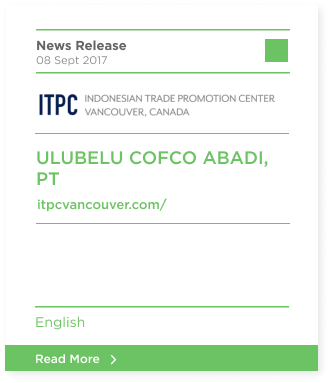 News Release
08 Sept 2017
ITPC INDONESIAN TRADE PROMOTION CENTER
VANCOUVER, CANADA
ULUBELU COFCO ABADI,
PT
itpcvancouver.com/
English
Read More